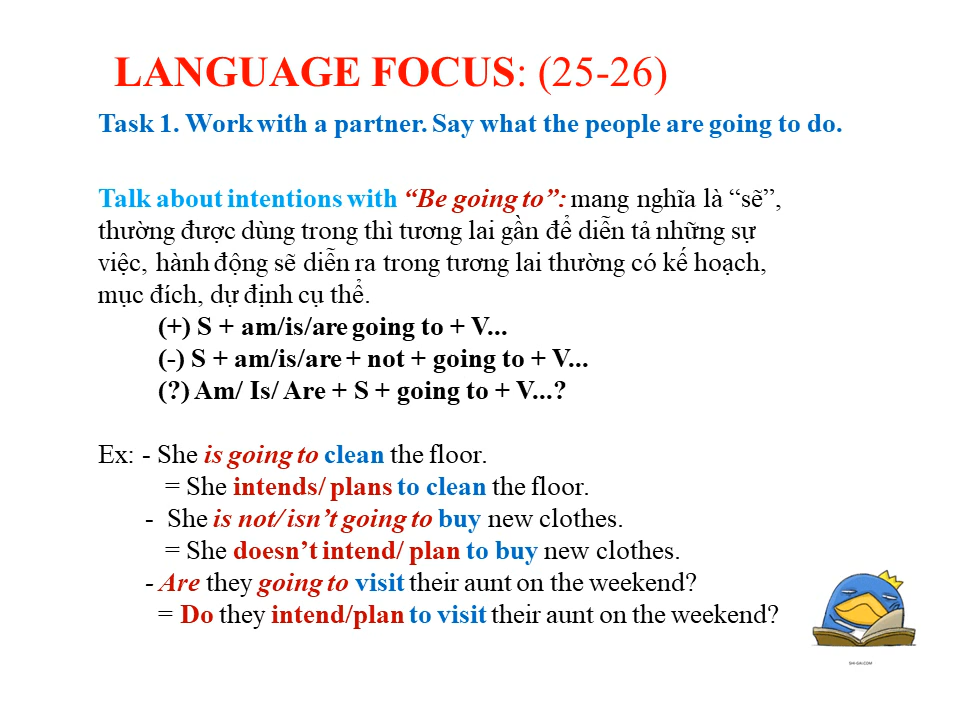 LANGUAGE FOCUS: (25-26)
Task 1. Work with a partner. Say what the people are going to do.
Talk about intentions with “Be going to”: mang nghĩa là “sẽ”,
thường được dùng trong thì tương lai gần để diễn tả những sự
việc, hành động sẽ diễn ra trong tương lai thường có kế hoạch,
mục đích, dự định cụ thể.
(+) S + am/is/are going to + V...
(-) S + am/is/are + not + going to + V...
(?) Am/ Is/ Are + S + going to + V...?
Ex: - She is going to clean the floor.
= She intends/ plans to clean the floor.
- She is not/isn’t going to buy new clothes.
= She doesn’t intend/ plan to buy new clothes.
- Are they going to visit their aunt on the weekend?
= Do they intend/plan to visit their aunt on the weekend?